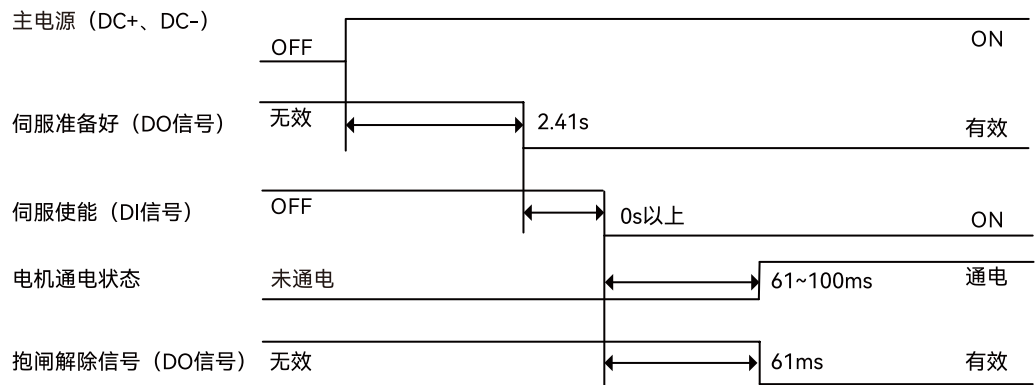 主电源（DC+、DC-）
OFF
ON
伺服准备好（DO信号）
无效
2.41s
有效
伺服使能（DI信号）
OFF
0s以上
ON
电机通电状态
未通电
61~100ms
通电
抱闸解除信号（DO信号）
无效
61ms
有效